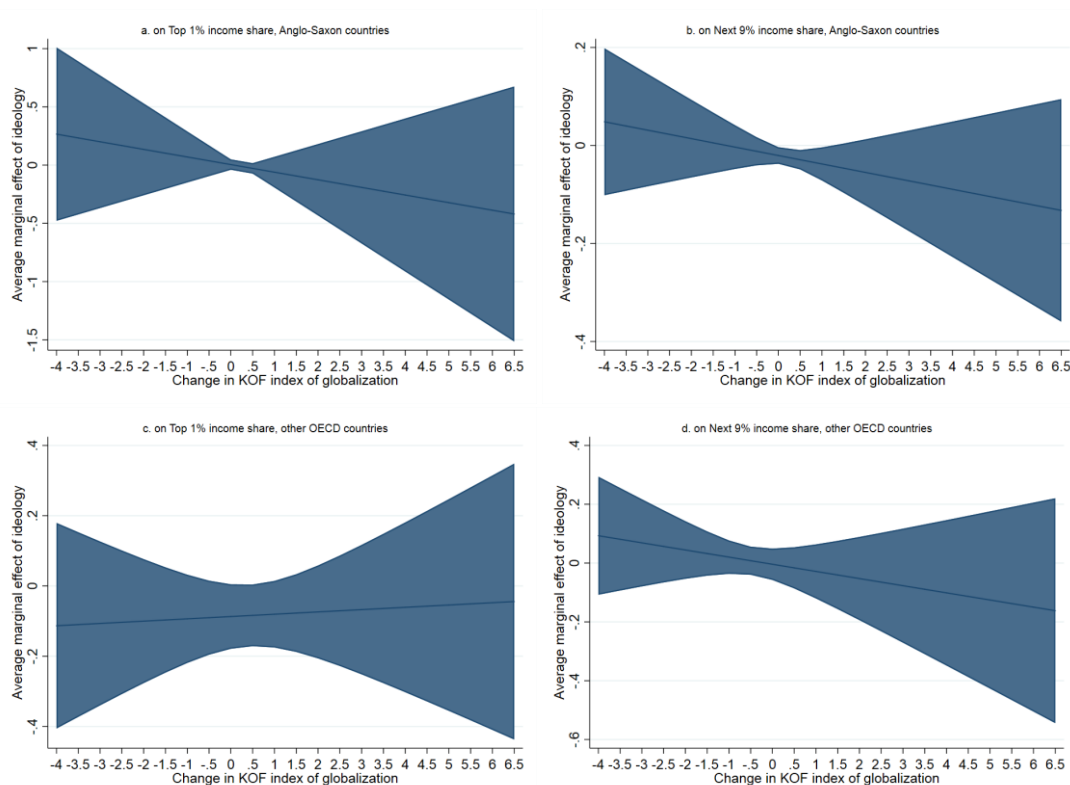 a. on Top 1% income share, Anglo-Saxon countries
Average marginal effect of ideology
1
.5
0
-.5
-1
-1.5
-4 -3.5 -3 -2.5 -2 -1.5 -1 -.5 0 .5 1 1.5 2 2.5 3 3.5 4 4.5 5 5.5 6 6.5
Change in KOF index of globalization
b. on Next 9% income share, Anglo-Saxon countries
Average marginal effect of ideology
.2
0
-.2
-.4
-4 -3.5 -3 -2.5 -2 -1.5 -1 -.5 0 .5 1 1.5 2 2.5 3 3.5 4 4.5 5 5.5 6 6.5
Change in KOF index of globalization
c. on Top 1% income share, other OECD countries
Average marginal effect of ideology
.4
.2
0
-.2
-.4
-4 -3.5 -3 -2.5 -2 -1.5 -1 -.5 0 .5 1 1.5 2 2.5 3 3.5 4 4.5 5 5.5 6 6.5
Change in KOF index of globalization
d. on Next 9% income share, other OECD countries
Average marginal effect of ideology
.4
.2
0
-.2
-.4
-.6
-4 -3.5 -3 -2.5 -2 -1.5 -1 -.5 0 .5 1 1.5 2 2.5 3 3.5 4 4.5 5 5.5 6 6.5
Change in KOF index of globalization